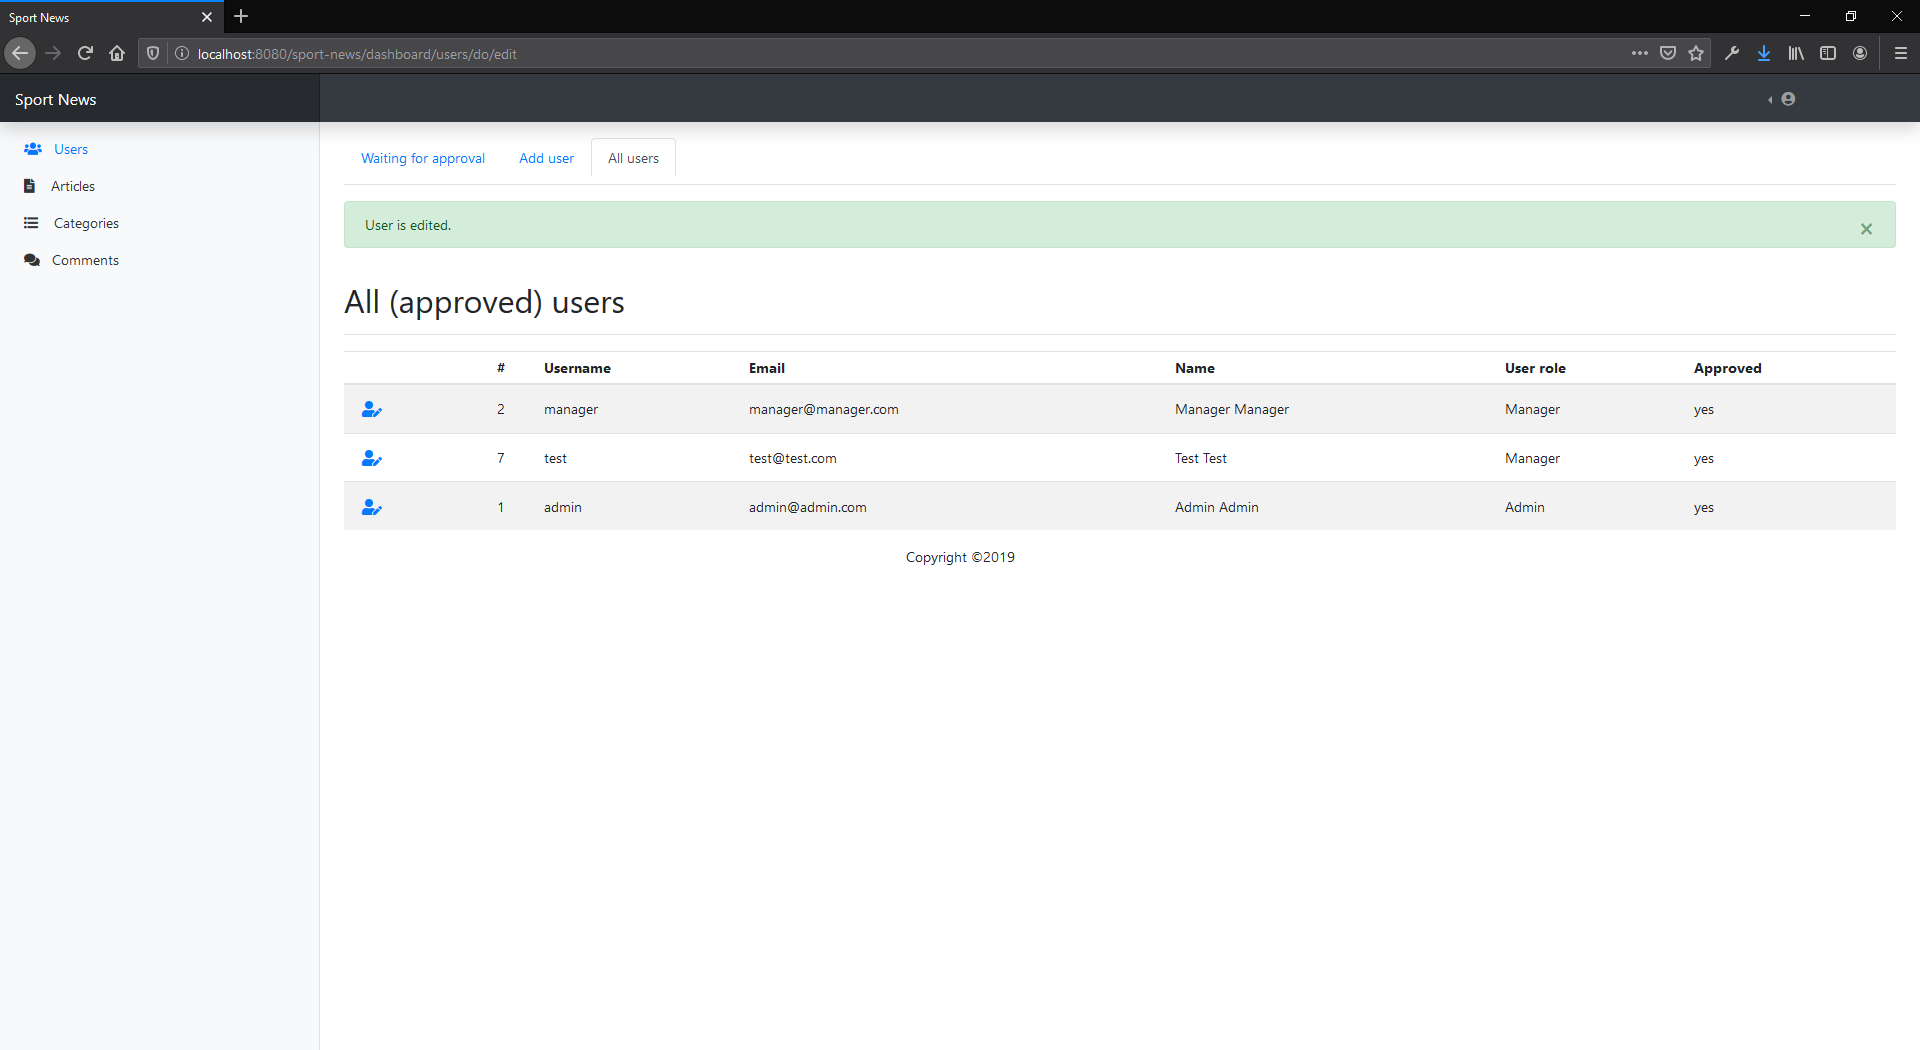 Sport News
localhost:8080/sport-news/dashboard/users/do/edit
Sport News
Users
Articles
Categories
Comments
Waiting for approval Add user All users
User is edited. ×
All (approved) users
# Username Email Name User role Approved
2 manager manager@manager.com Manager Manager Manager yes
7 test test@test.com Test Test Manager yes
1 admin admin@admin.com Admin Admin Admin yes
Copyright ©2019